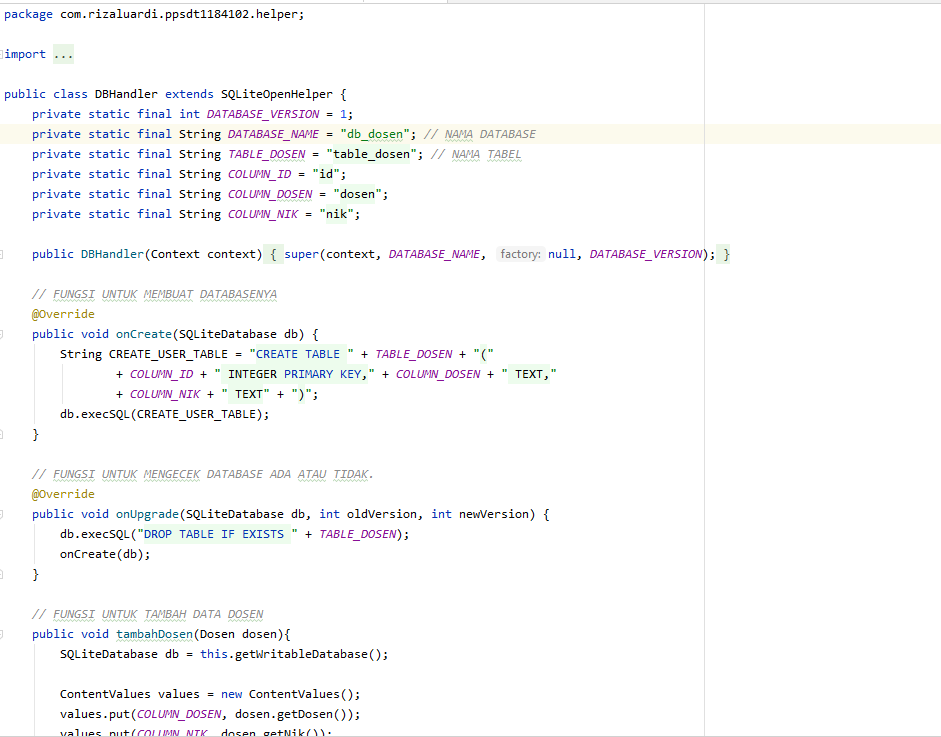 package com.rizaluardi.ppsdt1184102.helper;
import ...
public class DBHandler extends SQLiteOpenHelper {
private static final int DATABASE_VERSION = 1;
private static final String DATABASE_NAME = "db_dosen"; // NAMA DATABASE
private static final String TABLE_DOSEN = "table_dosen"; // NAMA TABEL
private static final String COLUMN_ID = "id";
private static final String COLUMN_DOSEN = "dosen";
private static final String COLUMN_NIK = "nik";
public DBHandler(Context context) { super(context, DATABASE_NAME, factory: null, DATABASE_VERSION); }
// FUNGSI UNTUK MEMBUAT DATABASENYA
@Override
public void onCreate(SQLiteDatabase db) {
String CREATE_USER_TABLE = "CREATE TABLE " + TABLE_DOSEN + "("
+ COLUMN_ID + " INTEGER PRIMARY KEY," + COLUMN_DOSEN + " TEXT,"
+ COLUMN_NIK + " TEXT" + ")";
db.execSQL(CREATE_USER_TABLE);
}
// FUNGSI UNTUK MENGECEK DATABASE ADA ATAU TIDAK.
@Override
public void onUpgrade(SQLiteDatabase db, int oldVersion, int newVersion) {
db.execSQL("DROP TABLE IF EXISTS " + TABLE_DOSEN);
onCreate(db);
}
// FUNGSI UNTUK TAMBAH DATA DOSEN
public void tambahDosen(Dosen dosen){
SQLiteDatabase db = this.getWritableDatabase();
ContentValues values = new ContentValues();
values.put(COLUMN_DOSEN, dosen.getDosen());
values.put(COLUMN_NIK, dosen.getNik());